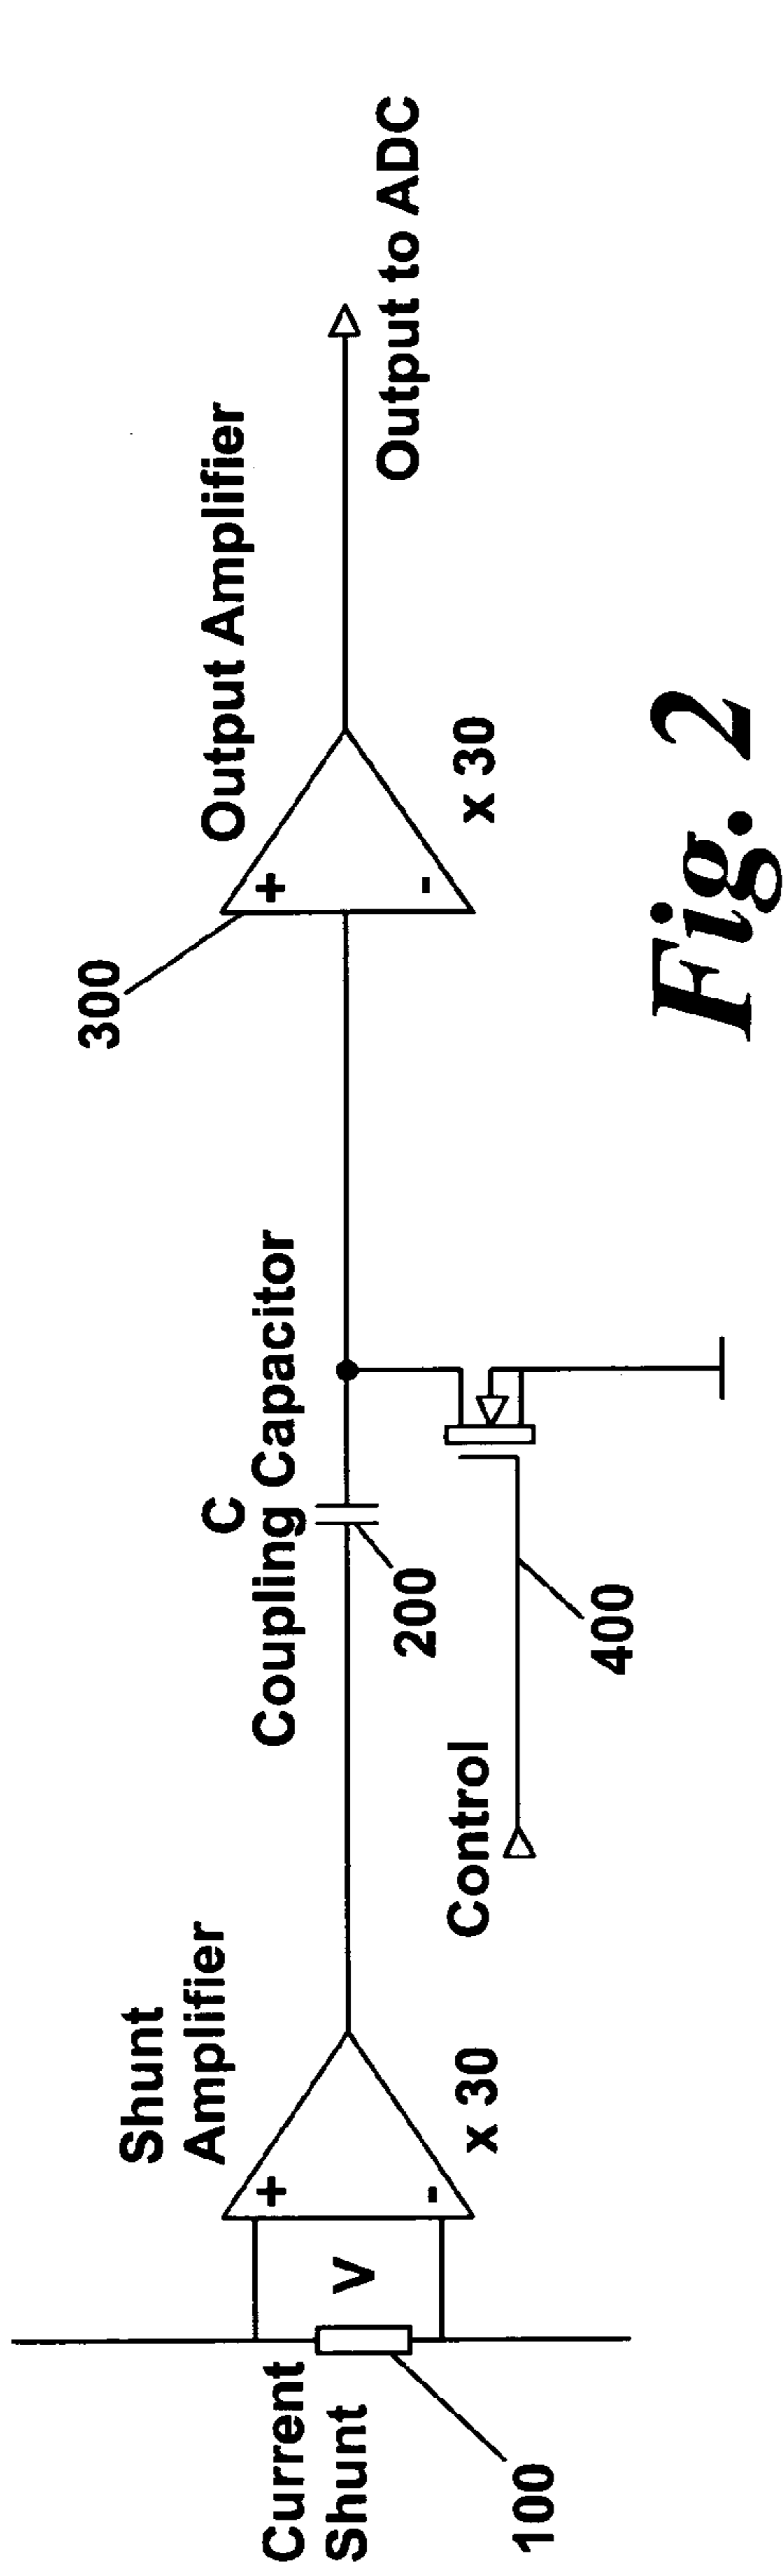 Current
Shunt
100
V
+
-
Shunt
Amplifier
x 30
C
Coupling Capacitor
200
Control
400
300
+
-
Output Amplifier
x 30
Output to ADC
Fig. 2